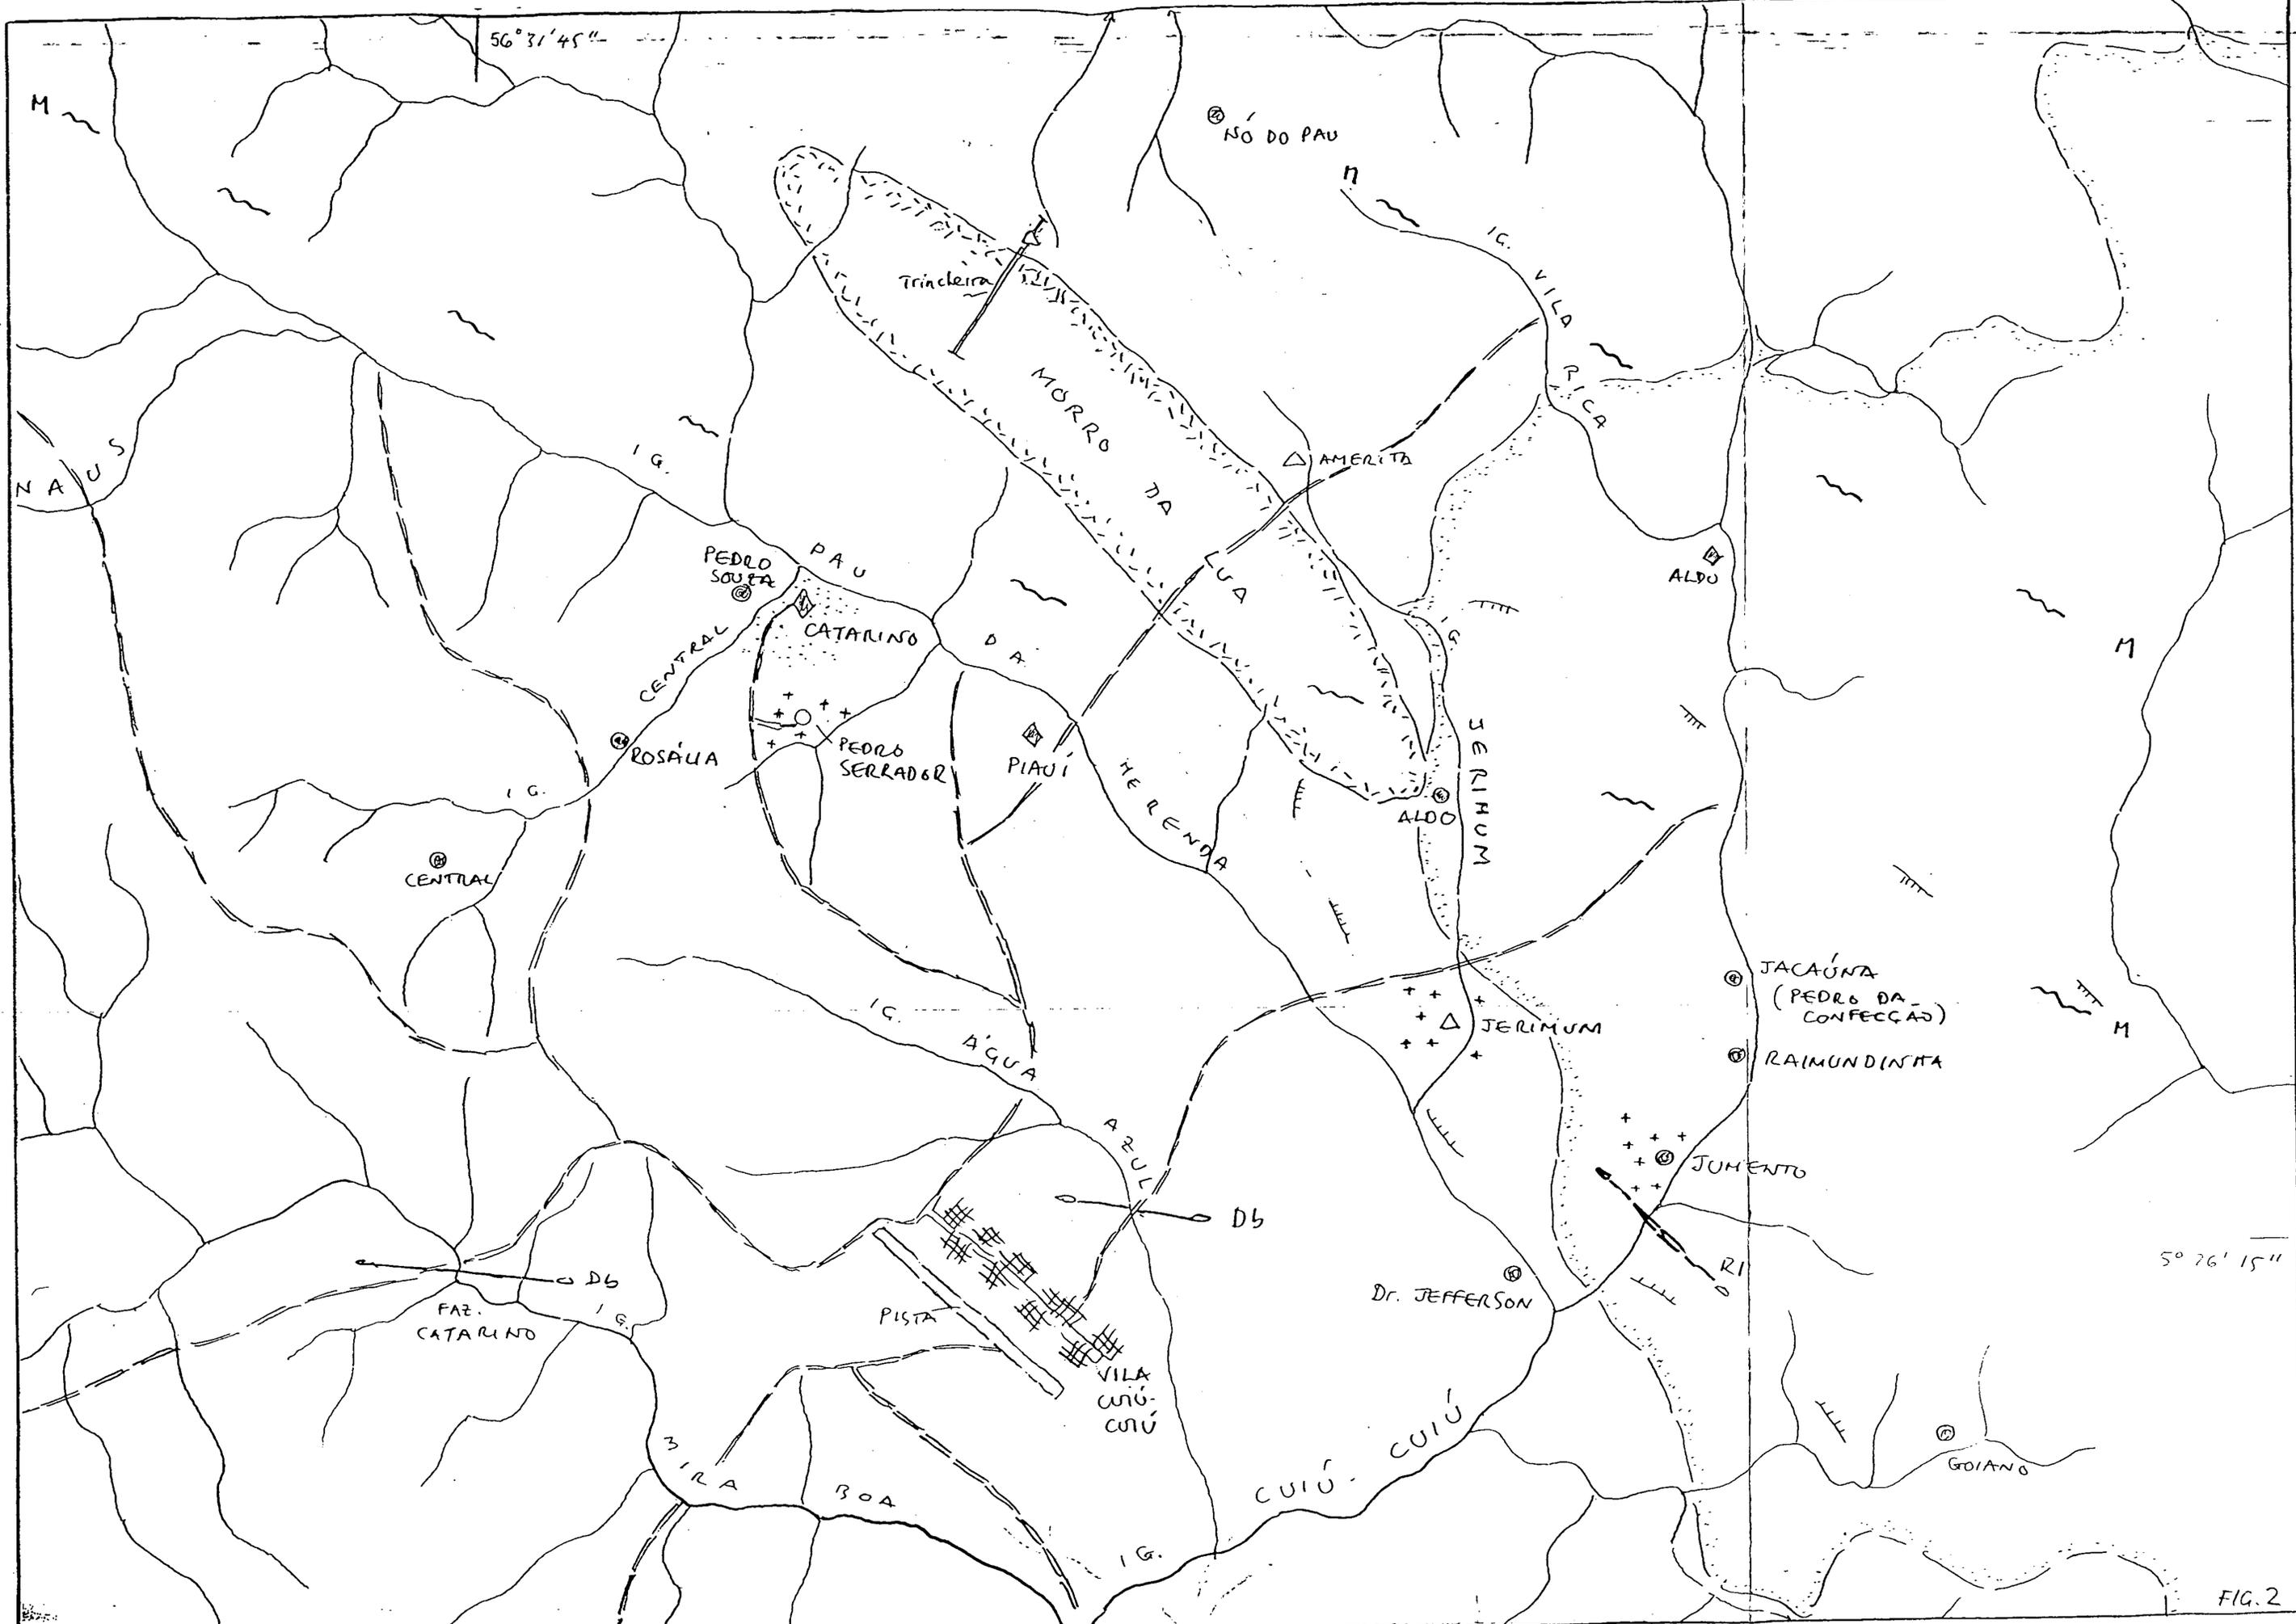 56°31'45"
M
NÓ DO PAU
M
IG. VILA RICA
Trincheira
MORRO DA LUA
AMERITA
NAUS
IG. PAU DA MERENDA
PEDRO
SOUZA
CATARINO
ALDO
IG. CENTRAL
IG. JERIMUM
M
ROSÁLIA
PEDRO
SERRADOR
PIAUÍ
ALDO
CENTRAL
JACAÚNA
(PEDRO DA
CONFECÇÃO)
IG. ÁGUA AZUL
JERIMUM
M
RAIMUNDINHA
JUMENTO
Db
Db
RI
5° 26' 15"
Dr. JEFFERSON
FAZ.
CATARINO
PISTA
VILA
CUIÚ-
CUIÚ
IG. BIRA BOA
IG. CUIÚ-CUIÚ
GOIANO
FIG. 2